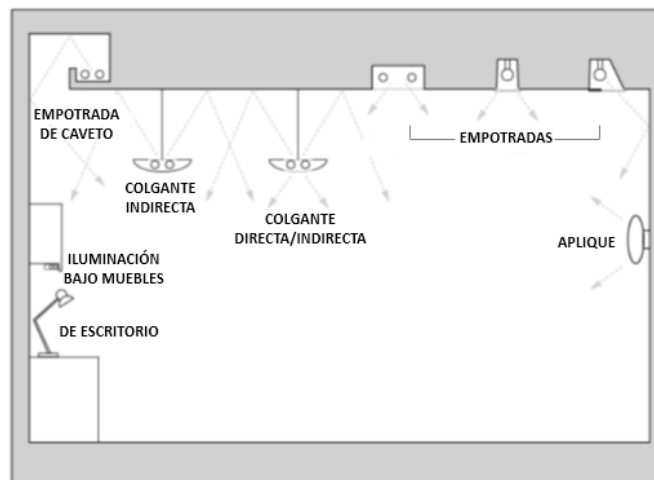 EMPOTRADA
DE CAVETO
EMPOTRADAS
COLGANTE
INDIRECTA
COLGANTE
DIRECTA/INDIRECTA
APLIQUE
ILUMINACIÓN
BAJO MUEBLES
DE ESCRITORIO